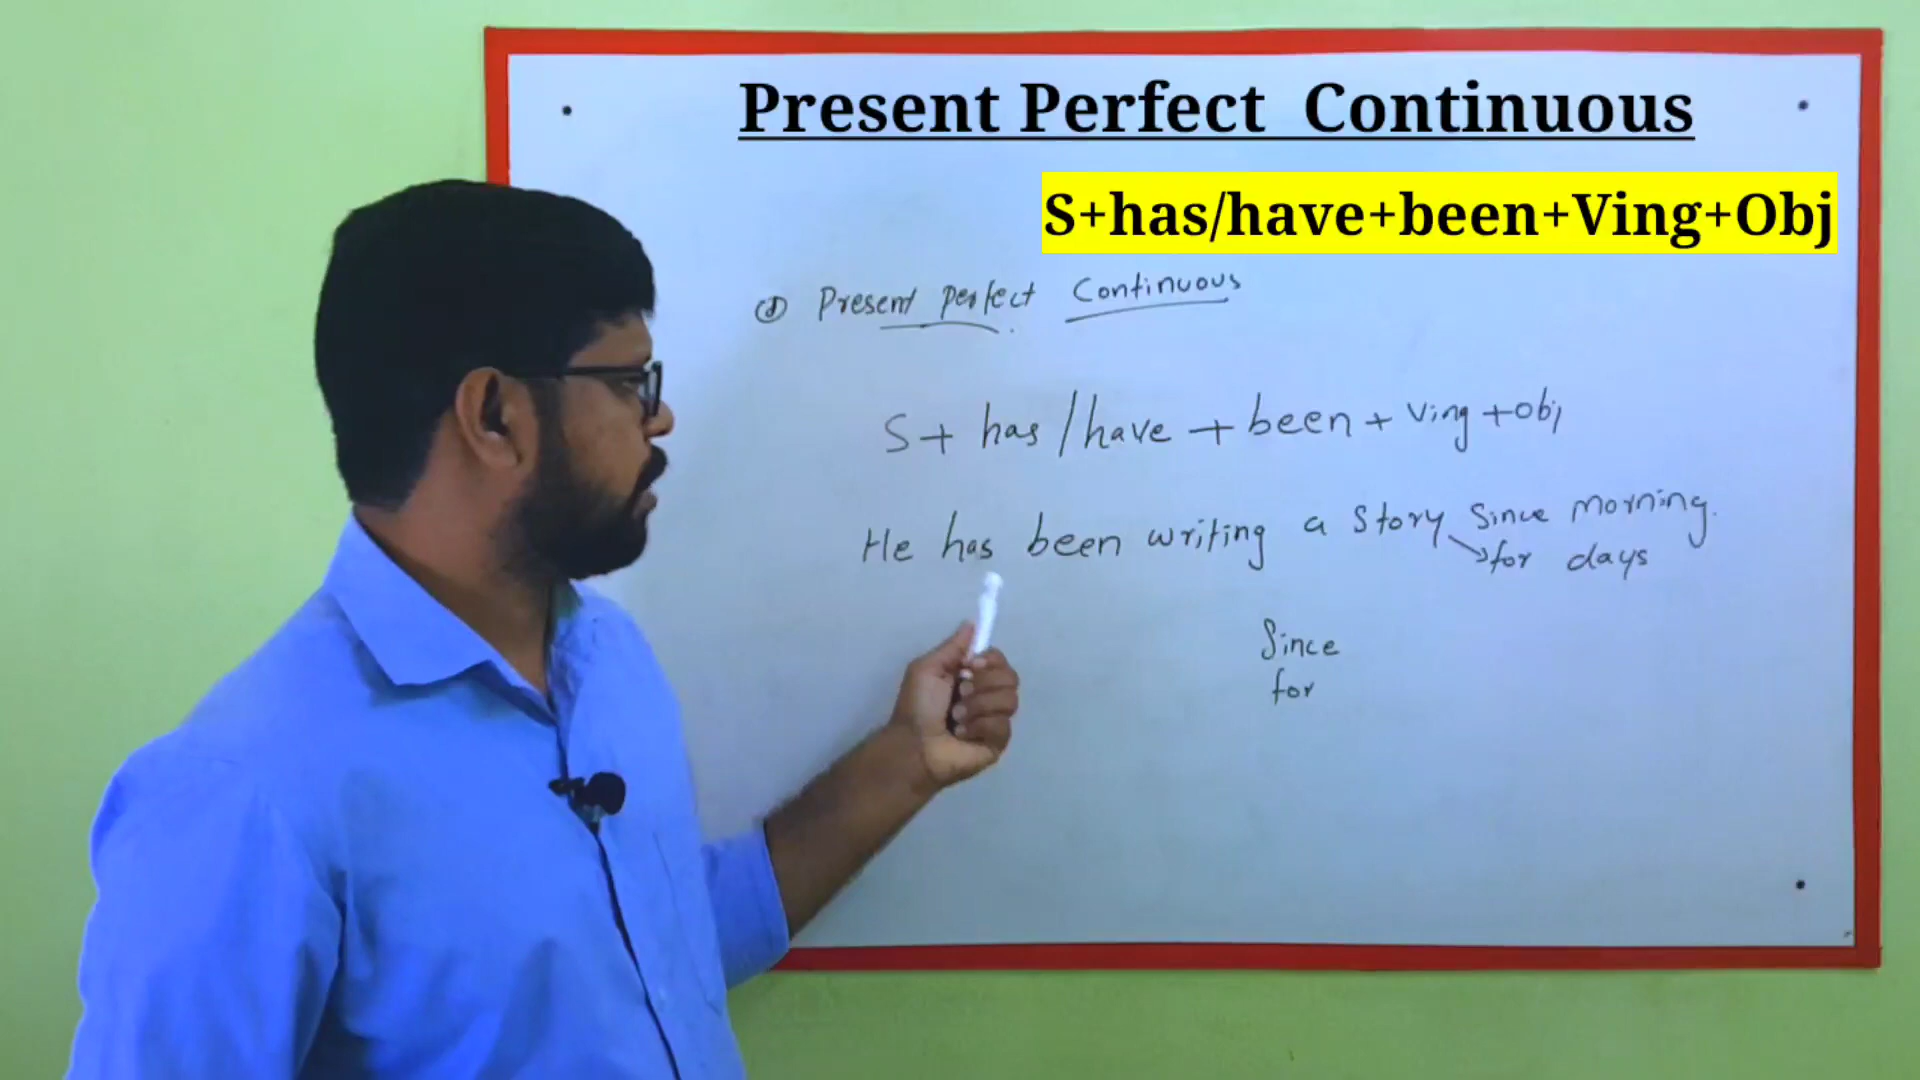 Present Perfect Continuous
S+has/have+been+Ving+Obj
d Present perfect Continuous
S+ has/have + been + Ving + obj
He has been writing a story since morning.
for days
Since
for